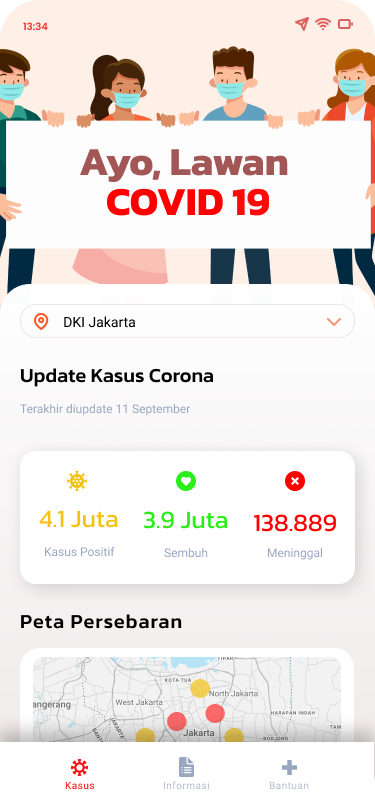 13:34
Ayo, Lawan
COVID 19
DKI Jakarta
Update Kasus Corona
Terakhir diupdate 11 September
4.1 Juta
3.9 Juta
138.889
Kasus Positif
Sembuh
Meninggal
Peta Persebaran
KOTA TUA
North Jakarta
West Jakarta
angerang
HARAPAN INDAH
Jakarta
BOJONG
Kasus
Informasi
Bantuan